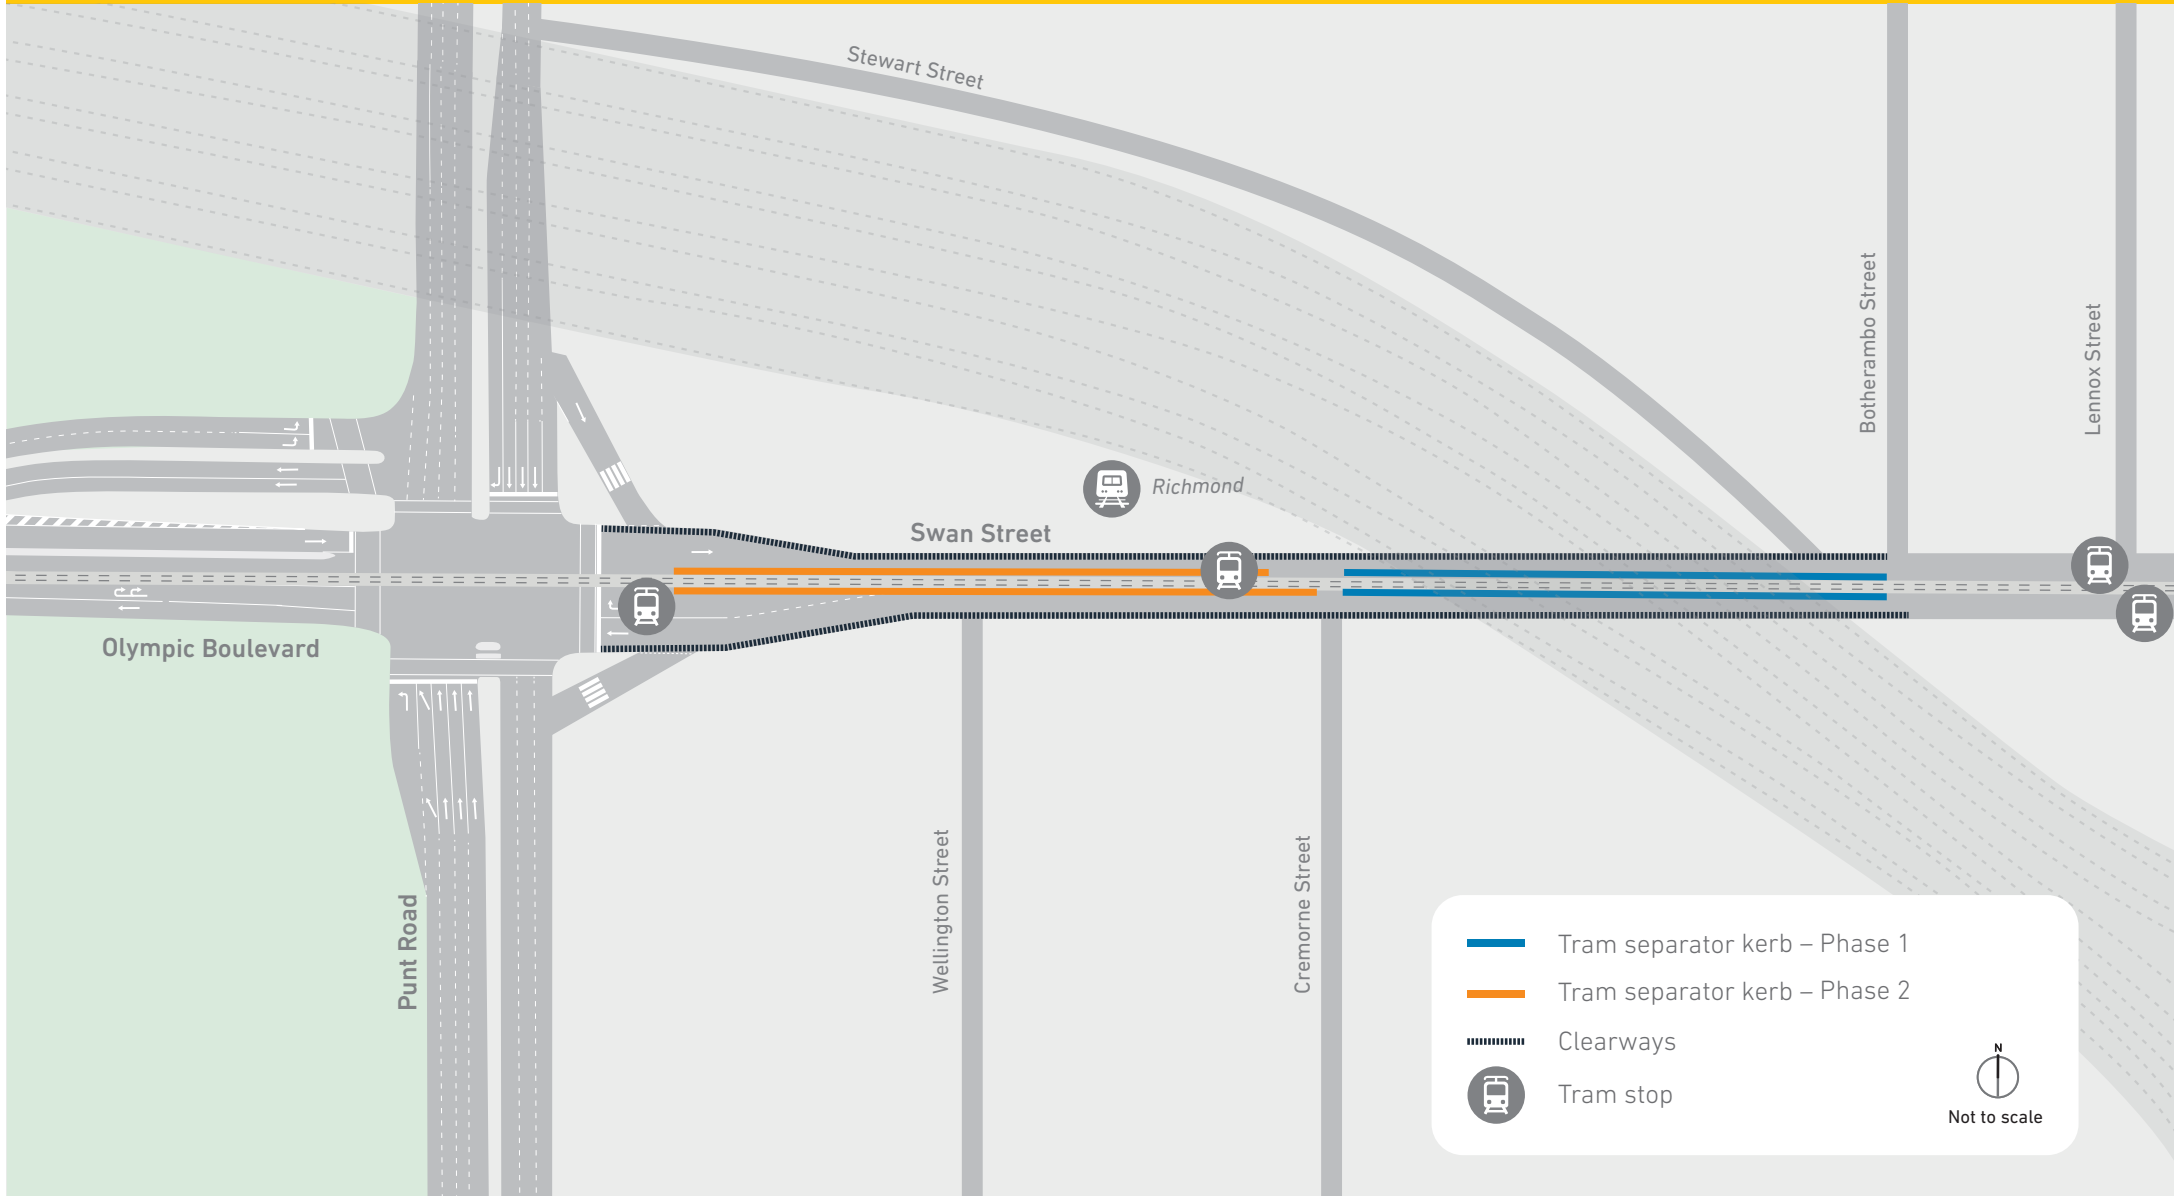 Stewart Street
Botherambo Street
Lennox Street
Richmond
Swan Street
Olympic Boulevard
Wellington Street
Cremorne Street
Punt Road
Tram separator kerb – Phase 1
Tram separator kerb – Phase 2
Clearways
Tram stop
N
Not to scale